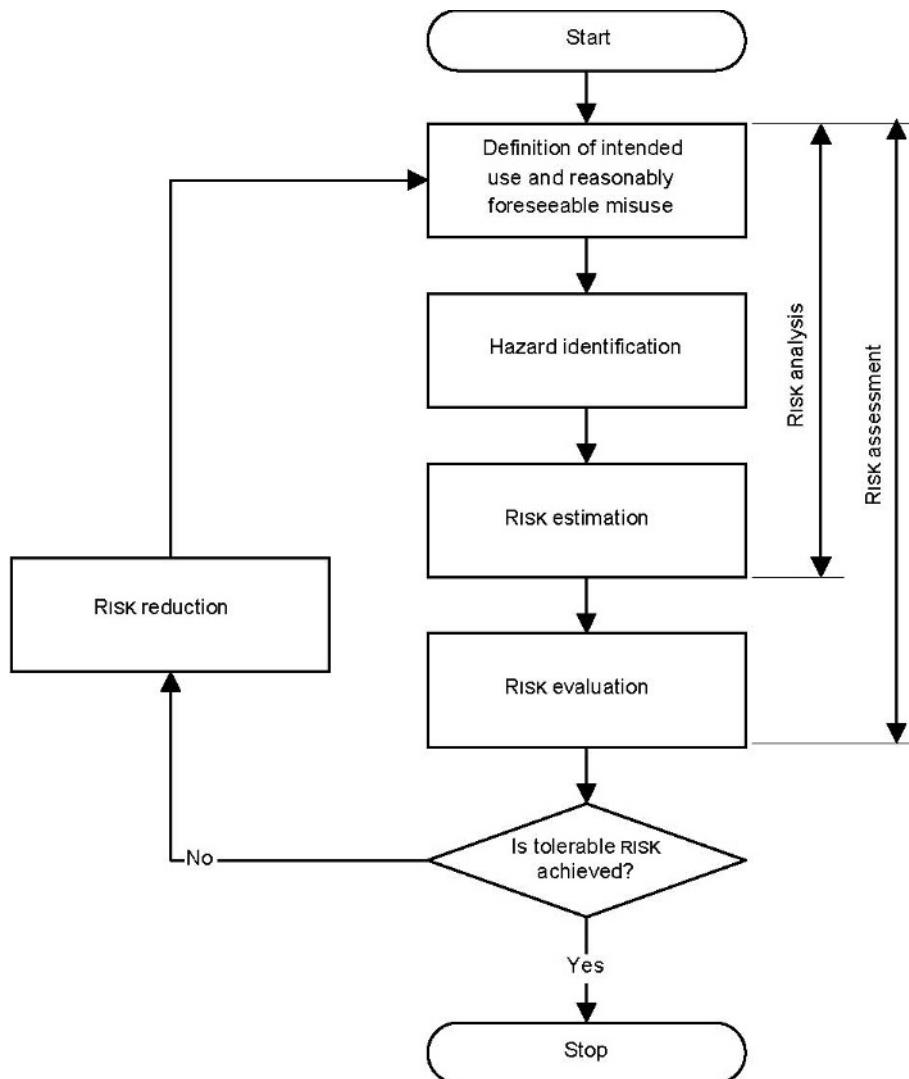 Start
Definition of intended
use and reasonably
foreseeable misuse
Hazard identification
RISK estimation
RISK evaluation
Is tolerable RISK
achieved?
Yes
Stop
No
RISK reduction
RISK analysis
RISK assessment